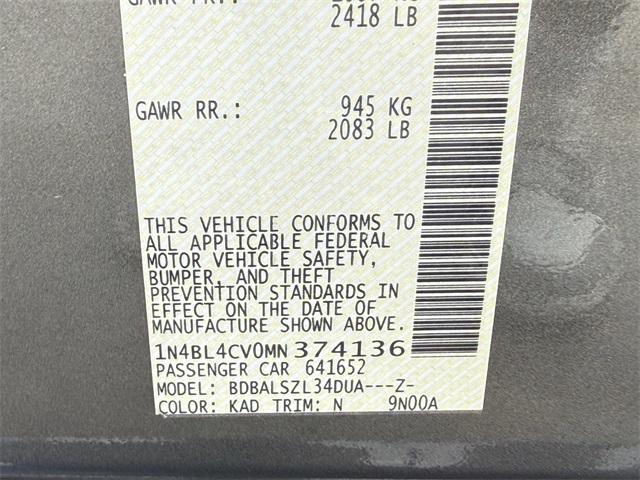 2418 LB
GAWR RR.: 945 KG
2083 LB
THIS VEHICLE CONFORMS TO
ALL APPLICABLE FEDERAL
MOTOR VEHICLE SAFETY,
BUMPER, AND THEFT
PREVENTION STANDARDS IN
EFFECT ON THE DATE OF
MANUFACTURE SHOWN ABOVE.
1N4BL4CV0MN 374136
PASSENGER CAR 641652
MODEL: BDBALSZL34DUA---Z-
COLOR: KAD TRIM: N 9N00A